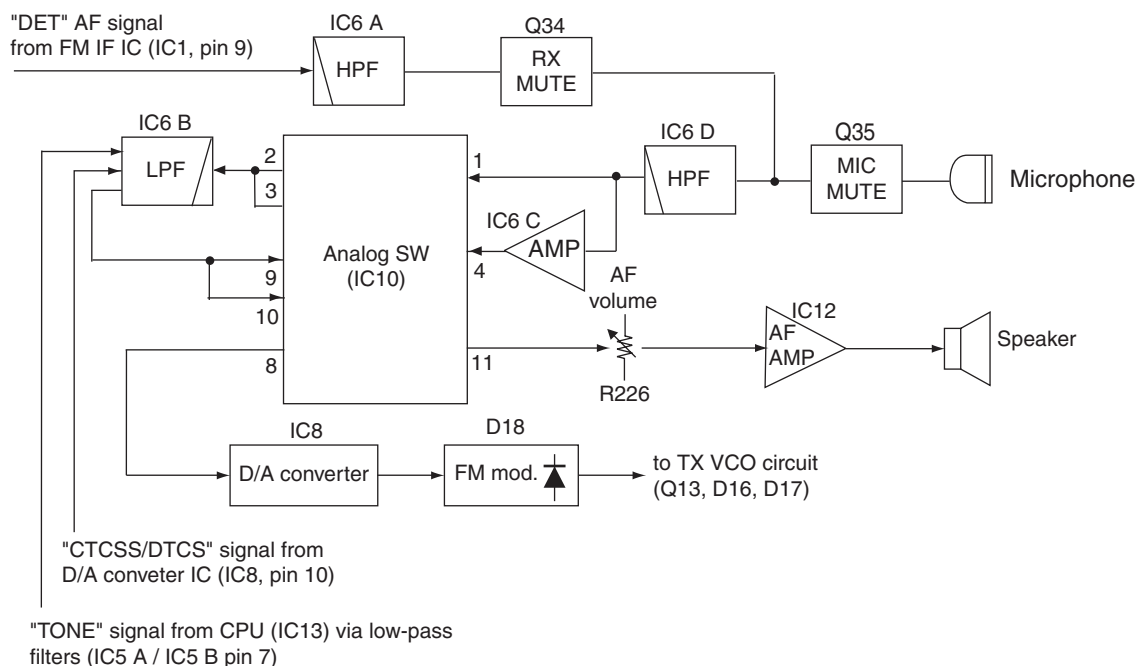 "DET" AF signal
from FM IF IC (IC1, pin 9)
IC6 A
HPF
Q34
RX
MUTE
IC6 B
LPF
2
3
9
10
8
Analog SW
(IC10)
1
4
11
IC6 C
AMP
IC6 D
HPF
Q35
MIC
MUTE
Microphone
AF
volume
R226
IC12
AF
AMP
Speaker
IC8
D/A converter
D18
FM mod.
to TX VCO circuit
(Q13, D16, D17)
"CTCSS/DTCS" signal from
D/A conveter IC (IC8, pin 10)
"TONE" signal from CPU (IC13) via low-pass
filters (IC5 A / IC5 B pin 7)